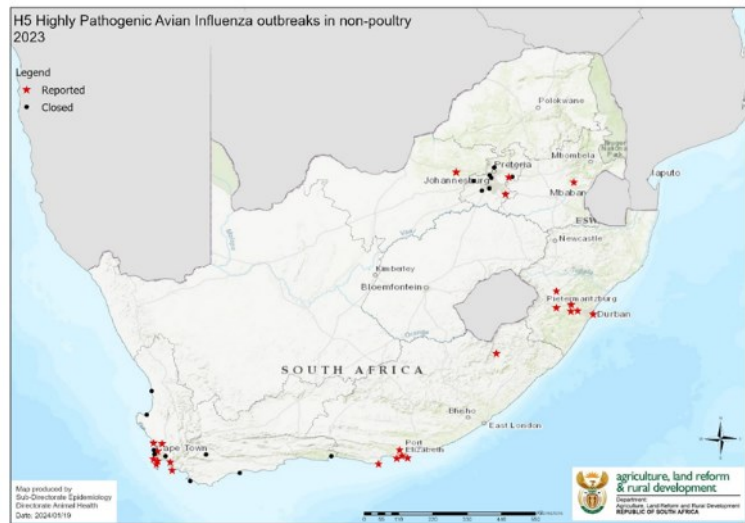 H5 Highly Pathogenic Avian Influenza outbreaks in non-poultry
2023
Legend
Reported
Closed
Polokwane
Mbombela
Pretoria
Johannesburg
Mbaban
Newcastle
Kimberley
Bloemfontein
Pietermaritzburg
Durban
SOUTH AFRICA
Bhisho
East London
Port
Elizabeth
Cape Town
Map produced by
Sub-Directorate Epidemiology
Directorate Animal Health
Date: 2024/01/19
agriculture, land reform
& rural development
Department:
Agriculture, Land Reform and Rural Development
REPUBLIC OF SOUTH AFRICA